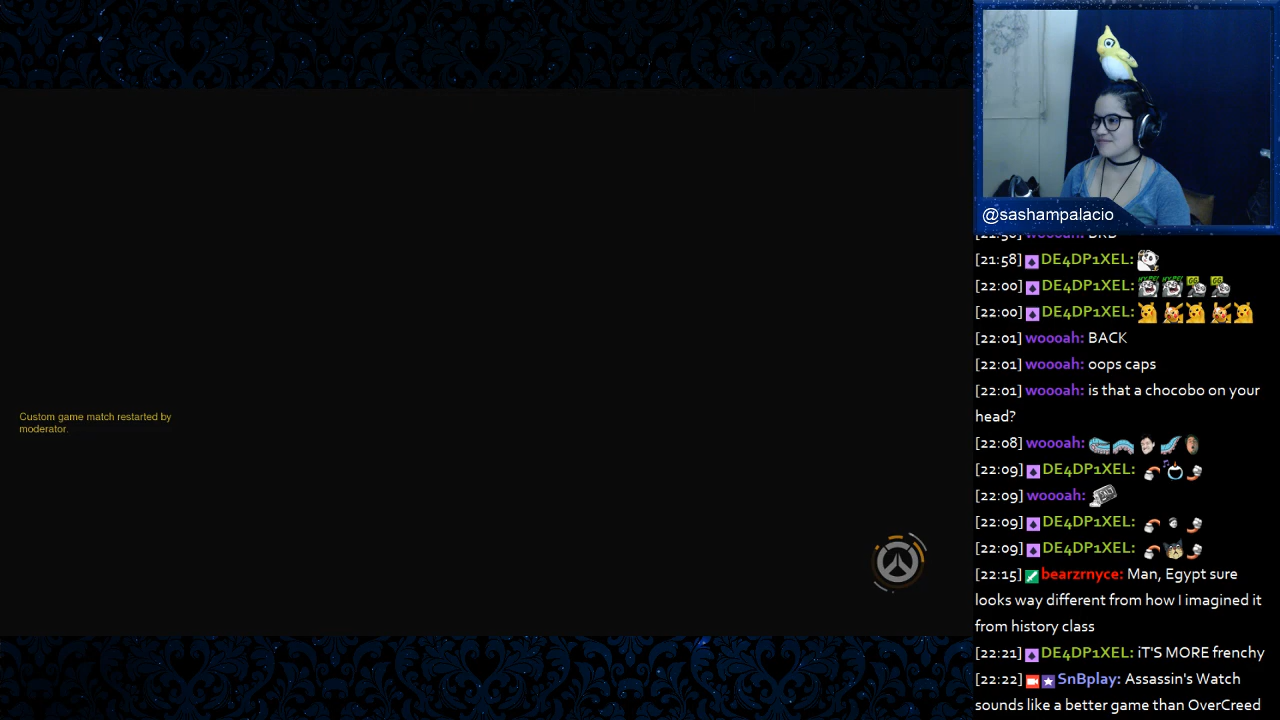 @sashampalacio
[21:58] woooah: BRB
[21:58] DE4DP1XEL:
[22:00] DE4DP1XEL:
[22:00] DE4DP1XEL:
[22:01] woooah: BACK
[22:01] woooah: oops caps
[22:01] woooah: is that a chocobo on your
head?
[22:08] woooah:
[22:09] DE4DP1XEL:
[22:09] woooah:
[22:09] DE4DP1XEL:
[22:09] DE4DP1XEL:
[22:15] bearzrnyce: Man, Egypt sure
looks way different from how I imagined it
from history class
[22:21] DE4DP1XEL: iT'S MORE frenchy
[22:22] SnBplay: Assassin's Watch
sounds like a better game than OverCreed
Custom game match restarted by
moderator.